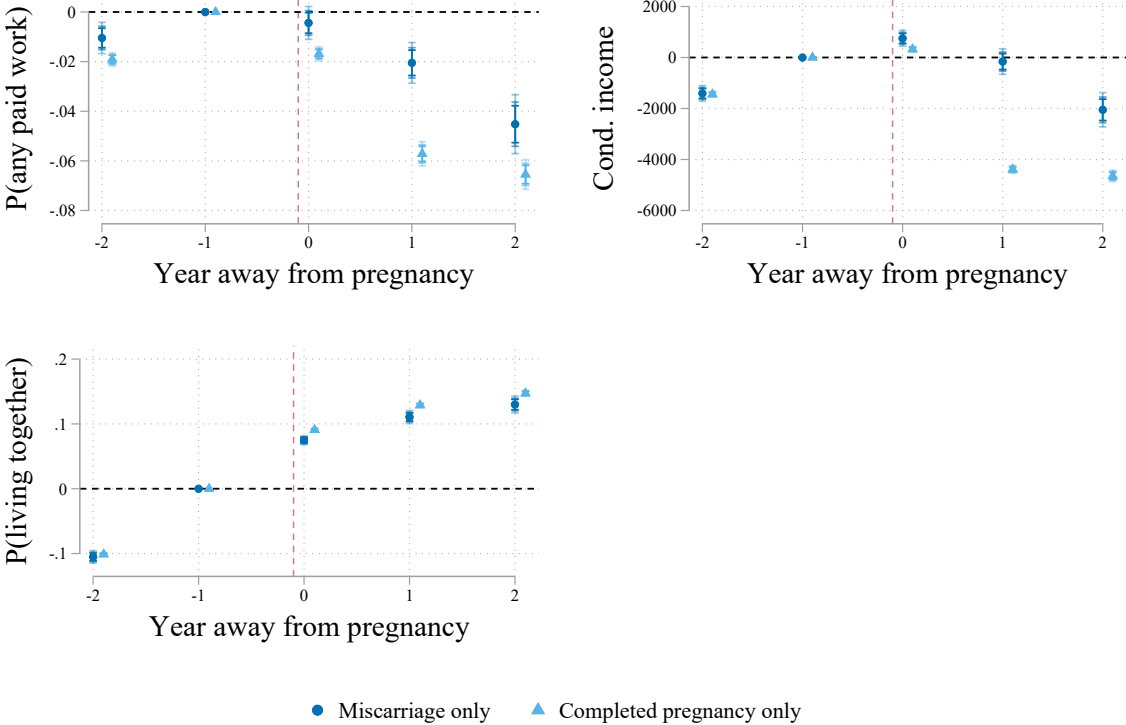 P(any paid work)
0
-.02
-.04
-.06
-.08
-2 -1 0 1 2
Year away from pregnancy
Cond. income
2000
0
-2000
-4000
-6000
-2 -1 0 1 2
Year away from pregnancy
P(living together)
.2
.1
0
-.1
-2 -1 0 1 2
Year away from pregnancy
Miscarriage only Completed pregnancy only